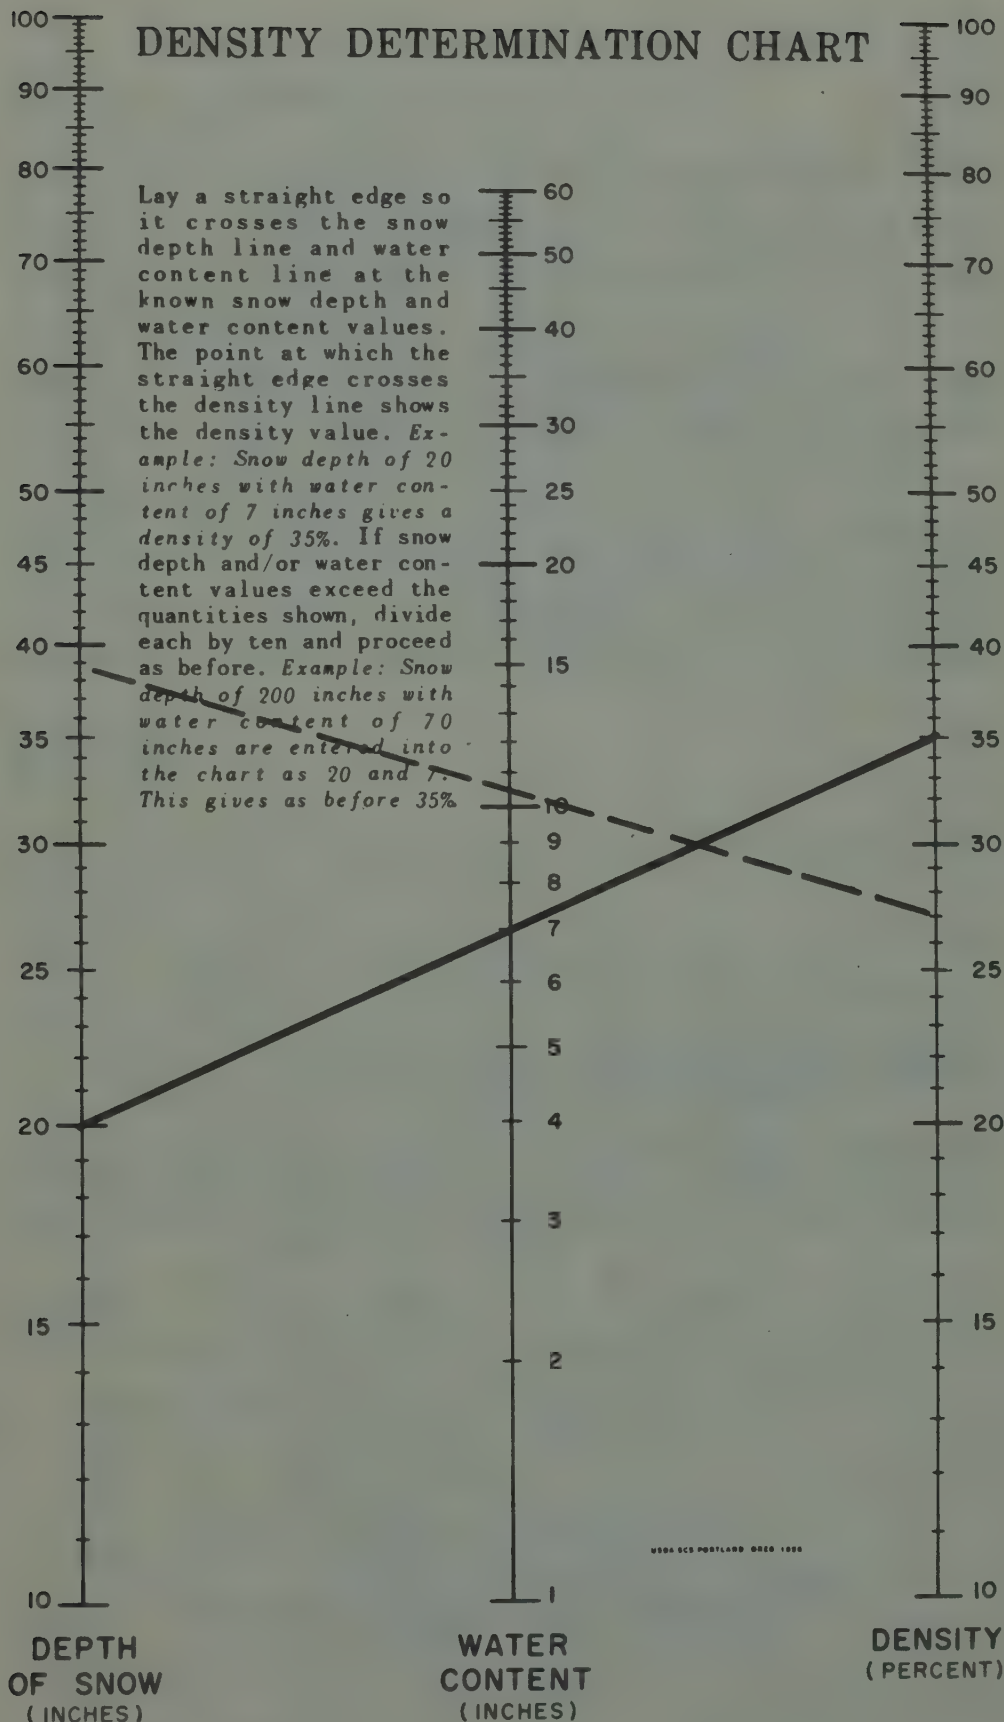 DENSITY DETERMINATION CHART
100
90
80
70
60
50
45
40
35
30
25
20
15
10
DEPTH
OF SNOW
(INCHES)
Lay a straight edge so
it crosses the snow
depth line and water
content line at the
known snow depth and
water content values.
The point at which the
straight edge crosses
the density line shows
the density value. Ex-
ample: Snow depth of 20
inches with water con-
tent of 7 inches gives a
density of 35%. If snow
depth and/or water con-
tent values exceed the
quantities shown, divide
each by ten and proceed
as before. Example: Snow
depth of 200 inches with
water content of 70
inches are entered into
the chart as 20 and 7.
This gives as before 35%
60
50
40
30
25
20
15
10
9
8
7
6
5
4
3
2
1
WATER
CONTENT
(INCHES)
100
90
80
70
60
50
45
40
35
30
25
20
15
10
DENSITY
(PERCENT)
USDA SCS PORTLAND OREG